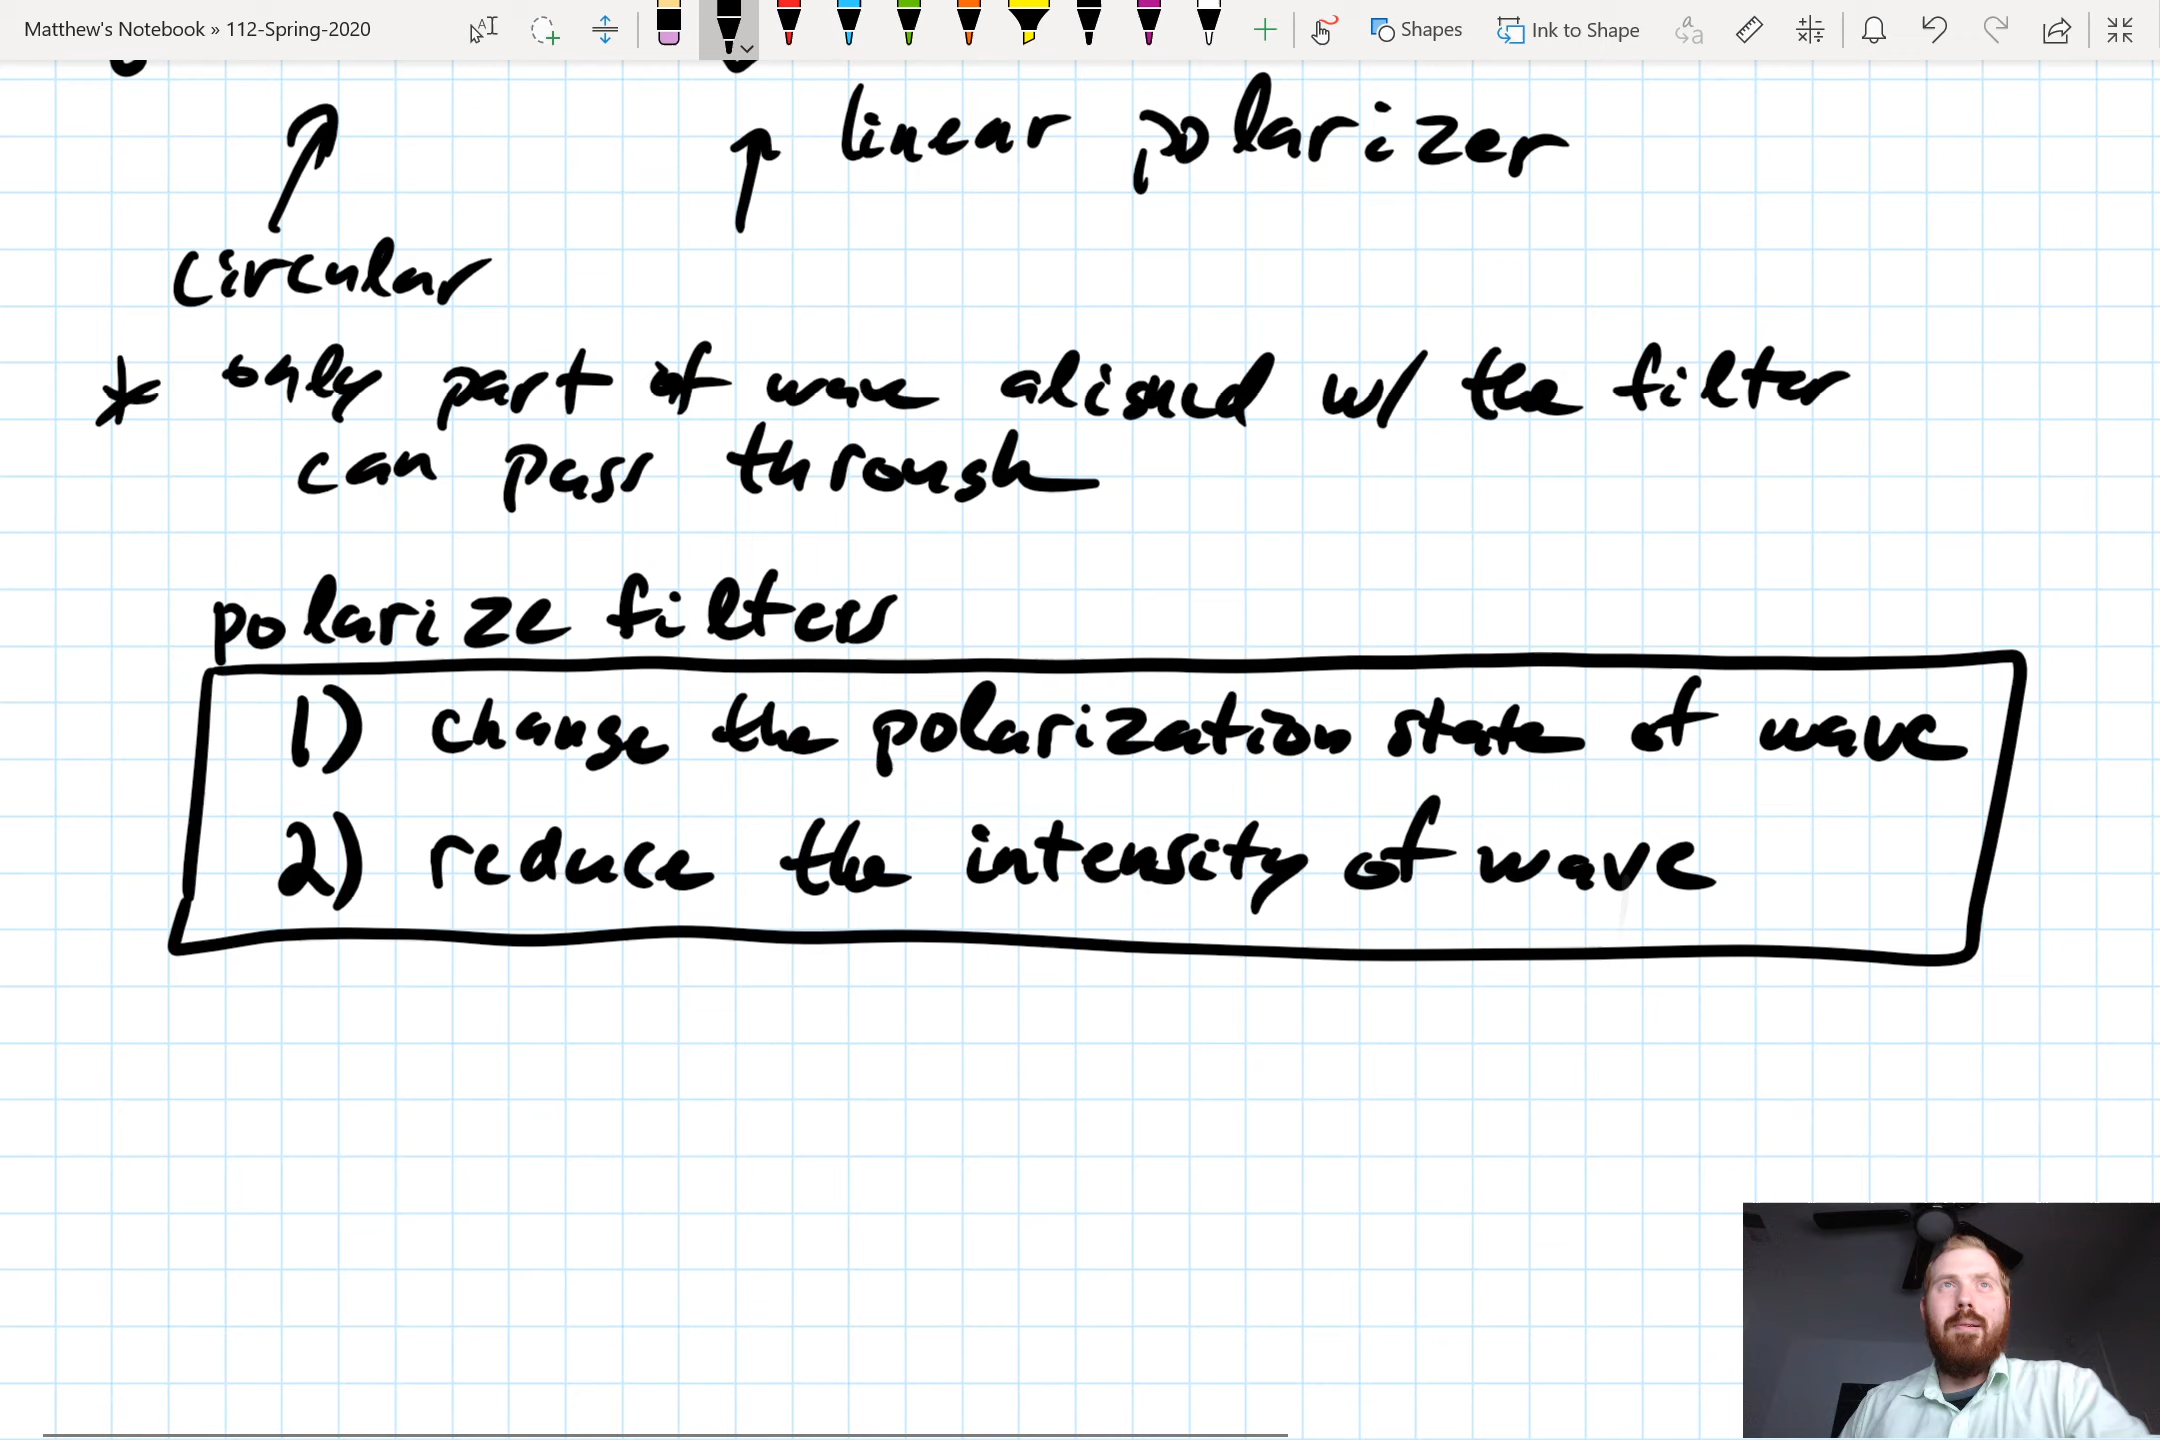 Matthew's Notebook » 112-Spring-2020
Shapes
Ink to Shape
linear polarizer
circular
* only part of wave aligned w/ the filter
can pass through
polarize filters
1) change the polarization state of wave
2) reduce the intensity of wave